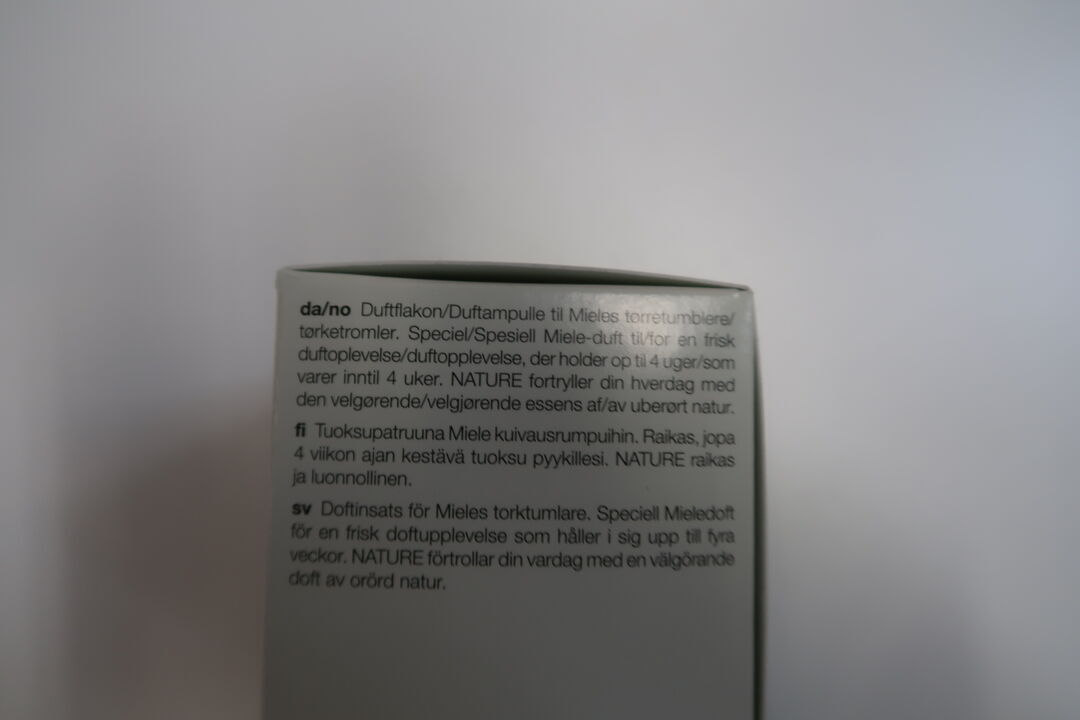 da/no Duftflakon/Duftampulle til Mieles tørretumblere/
tørketromler. Speciel/Spesiell Miele-duft til/for en frisk
duftoplevelse/duftopplevelse, der holder op til 4 uger/som
varer inntil 4 uker. NATURE fortryller din hverdag med
den velgørende/velgjørende essens af/av uberørt natur.
fi Tuoksupatruuna Miele kuivausrumpuihin. Raikas, jopa
4 viikon ajan kestävä tuoksu pyykillesi. NATURE raikas
ja luonnollinen.
sv Doftinsats för Mieles torktumlare. Speciell Mieledoft
för en frisk doftupplevelse som håller i sig upp till fyra
veckor. NATURE förtrollar din vardag med en välgörande
doft av orörd natur.